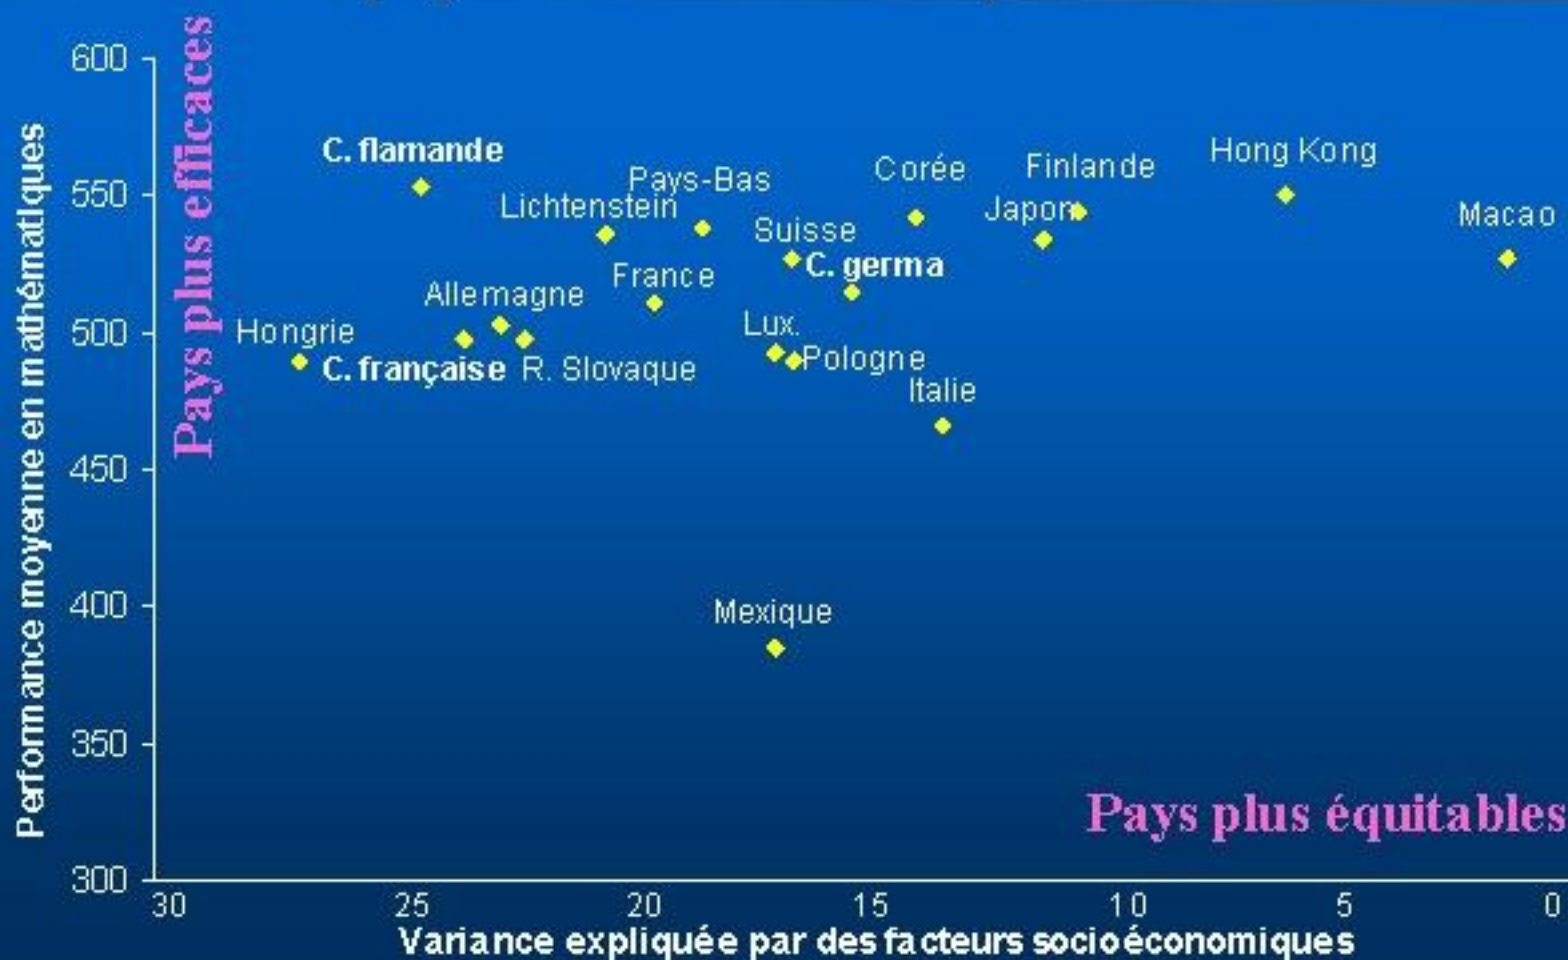 Pays plus efficaces
Performance moyenne en mathématiques
600
550
500
450
400
350
300
C. flamande
Hong Kong
Finlande
Corée
Pays-Bas
Lichtenstein
Japon
Macao
Suisse
C. germa
France
Allemagne
Lux.
Hongrie
Pologne
C. française
R. Slovaque
Italie
Mexique
Pays plus équitables
30 25 20 15 10 5 0
Variance expliquée par des facteurs socioéconomiques